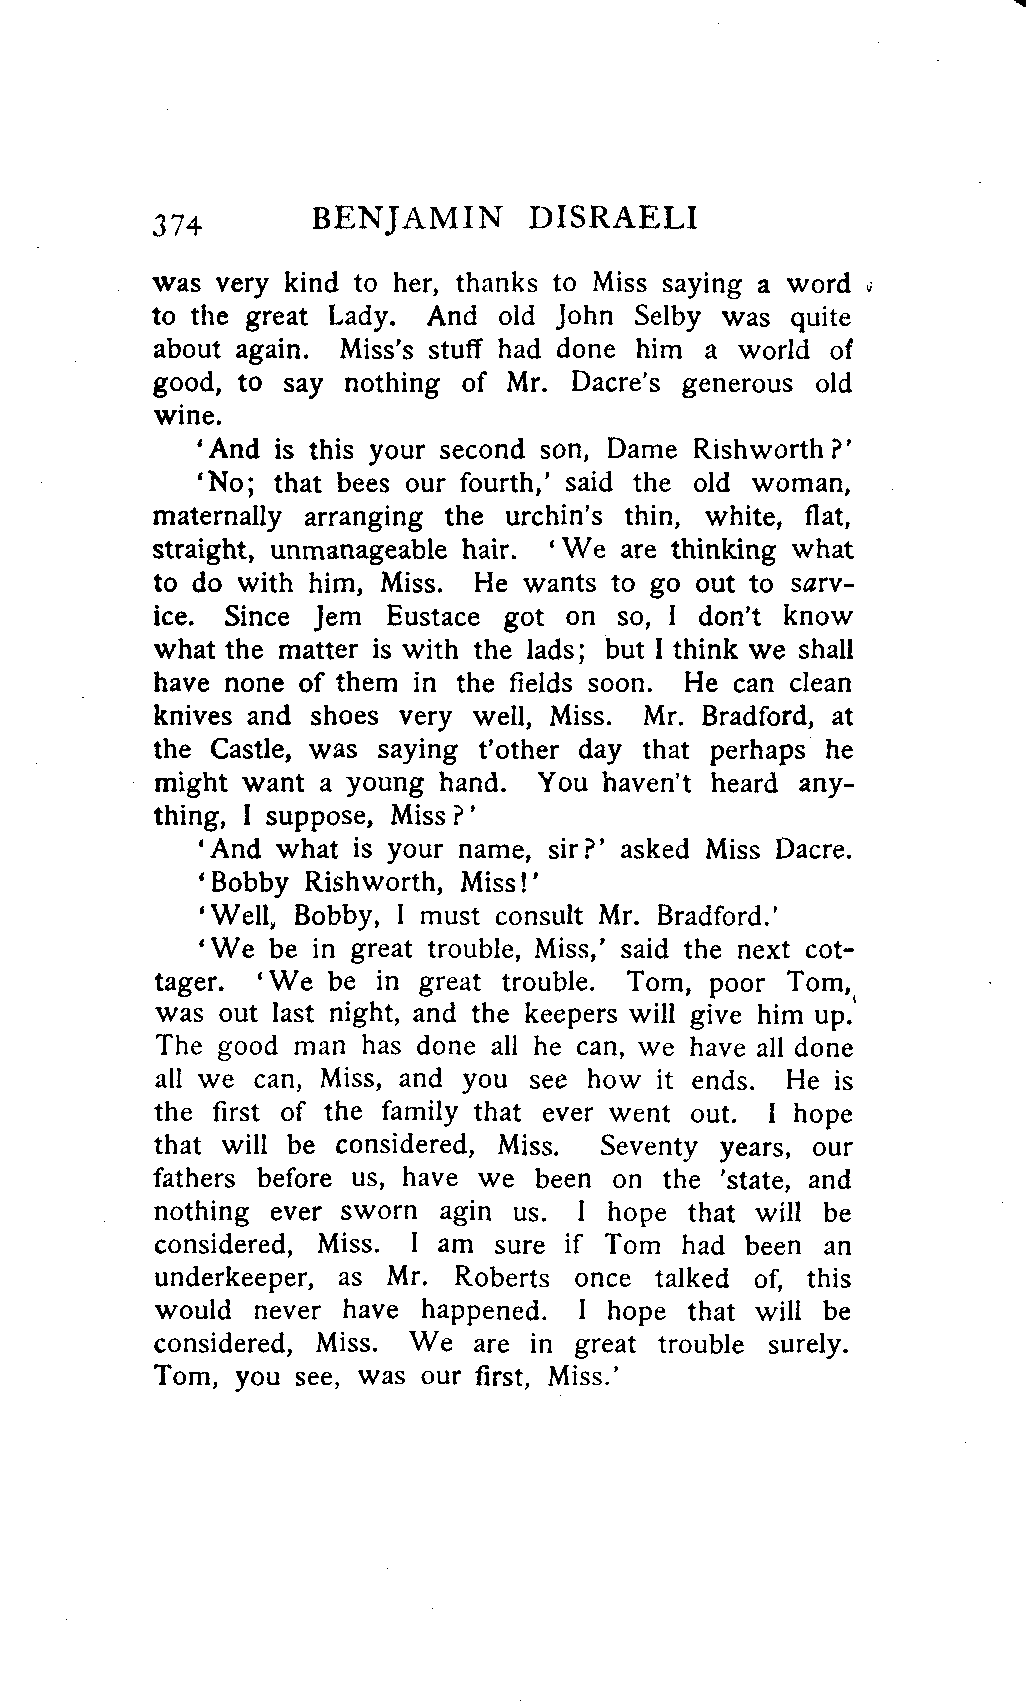 374 BENJAMIN DISRAELI
was very kind to her, thanks to Miss saying a word
to the great Lady. And old John Selby was quite
about again. Miss's stuff had done him a world of
good, to say nothing of Mr. Dacre's generous old
wine.
'And is this your second son, Dame Rishworth?'
'No; that bees our fourth,' said the old woman,
maternally arranging the urchin's thin, white, flat,
straight, unmanageable hair. 'We are thinking what
to do with him, Miss. He wants to go out to sarv-
ice. Since Jem Eustace got on so, I don't know
what the matter is with the lads; but I think we shall
have none of them in the fields soon. He can clean
knives and shoes very well, Miss. Mr. Bradford, at
the Castle, was saying t'other day that perhaps he
might want a young hand. You haven't heard any-
thing, I suppose, Miss?'
'And what is your name, sir?' asked Miss Dacre.
'Bobby Rishworth, Miss!'
'Well, Bobby, I must consult Mr. Bradford.'
'We be in great trouble, Miss,' said the next cot-
tager. 'We be in great trouble. Tom, poor Tom,
was out last night, and the keepers will give him up.
The good man has done all he can, we have all done
all we can, Miss, and you see how it ends. He is
the first of the family that ever went out. I hope
that will be considered, Miss. Seventy years, our
fathers before us, have we been on the 'state, and
nothing ever sworn agin us. I hope that will be
considered, Miss. I am sure if Tom had been an
underkeeper, as Mr. Roberts once talked of, this
would never have happened. I hope that will be
considered, Miss. We are in great trouble surely.
Tom, you see, was our first, Miss.'